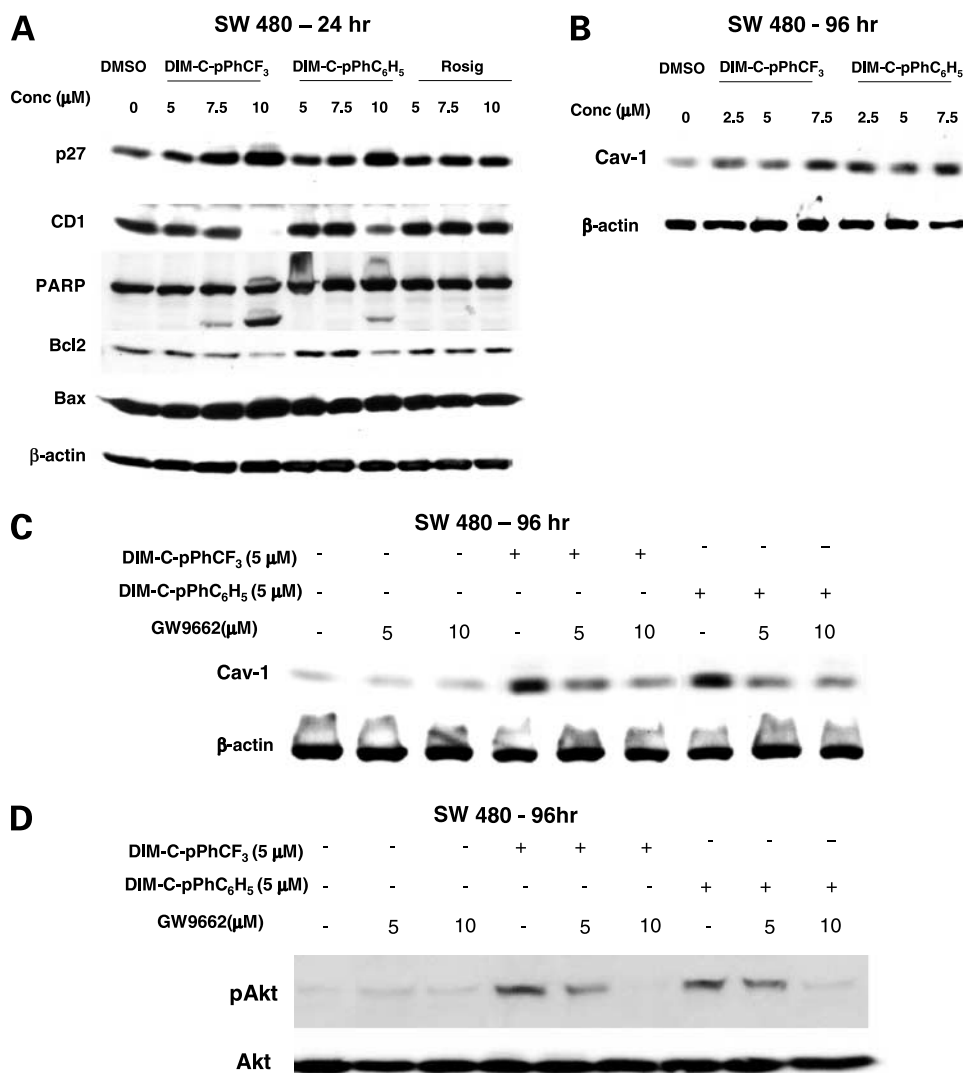 A
SW 480 – 24 hr
DMSO DIM-C-pPhCF3 DIM-C-pPhC6H5 Rosig
Conc (μM) 0 5 7.5 10 5 7.5 10 5 7.5 10
p27
CD1
PARP
Bcl2
Bax
β-actin
B
SW 480 - 96 hr
DMSO DIM-C-pPhCF3 DIM-C-pPhC6H5
Conc (μM) 0 2.5 5 7.5 2.5 5 7.5
Cav-1
β-actin
C
SW 480 – 96 hr
DIM-C-pPhCF3 (5 μM) - - - + + + - - -
DIM-C-pPhC6H5 (5 μM) - - - - - - + + +
GW9662(μM) - 5 10 - 5 10 - 5 10
Cav-1
β-actin
D
SW 480 - 96hr
DIM-C-pPhCF3 (5 μM) - - - + + + - - -
DIM-C-pPhC6H5 (5 μM) - - - - - - + + +
GW9662(μM) - 5 10 - 5 10 - 5 10
pAkt
Akt